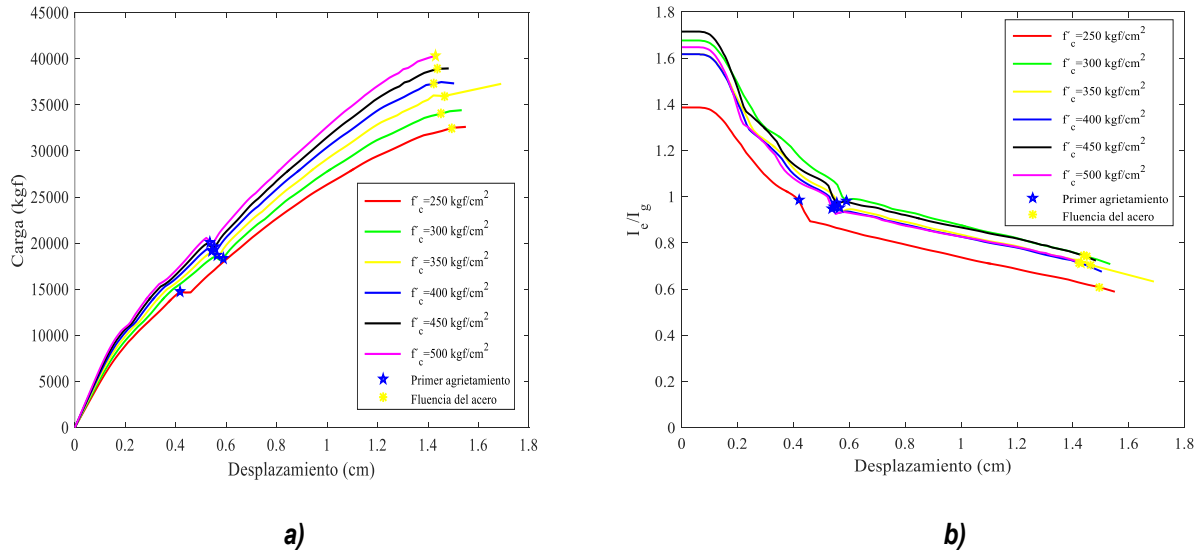 45000
40000
35000
30000
25000
20000
15000
10000
5000
0
0
0.2
0.4
0.6
0.8
1
1.2
1.4
1.6
1.8
Carga (kgf)
Desplazamiento (cm)
f´c=250 kgf/cm2
f´c=300 kgf/cm2
f´c=350 kgf/cm2
f´c=400 kgf/cm2
f´c=450 kgf/cm2
f´c=500 kgf/cm2
Primer agrietamiento
Fluencia del acero
a)
1.8
1.6
1.4
1.2
1
0.8
0.6
0.4
0.2
0
0
0.2
0.4
0.6
0.8
1
1.2
1.4
1.6
1.8
Ie/Ig
Desplazamiento (cm)
f´c=250 kgf/cm2
f´c=300 kgf/cm2
f´c=350 kgf/cm2
f´c=400 kgf/cm2
f´c=450 kgf/cm2
f´c=500 kgf/cm2
Primer agrietamiento
Fluencia del acero
b)